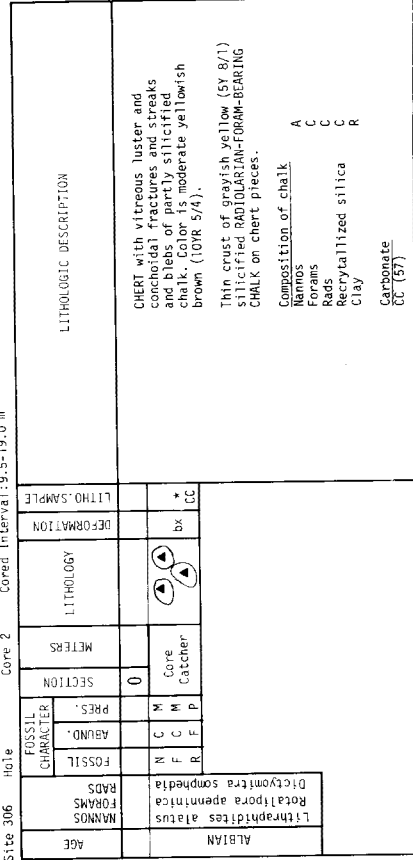 Site 306 Hole Core 2 Cored Interval: 9.5-19.0 m
AGE
NANNOS
FORAMS
RADS
FOSSIL
CHARACTER
FOSSIL
ABUND.
PRES.
SECTION
METERS
LITHOLOGY
DEFORMATION
LITHO.SAMPLE
LITHOLOGIC DESCRIPTION
ALBIAN
Lithraphidites alatus
Rotalipora apenninica
Dictyomitra somphedia
N C M
F C M
R F P
0
Core
Catcher
bx
*
CC
CHERT with vitreous luster and
conchoidal fractures and streaks
and blebs of partly silicified
chalk. Color is moderate yellowish
brown (10YR 5/4).
Thin crust of grayish yellow (5Y 8/1)
silicified RADIOLARIAN-FORAM-BEARING
CHALK on chert pieces.
Composition of chalk
Nannos A
Forams C
Rads C
Recrytallized silica C
Clay R
Carbonate
CC (57)